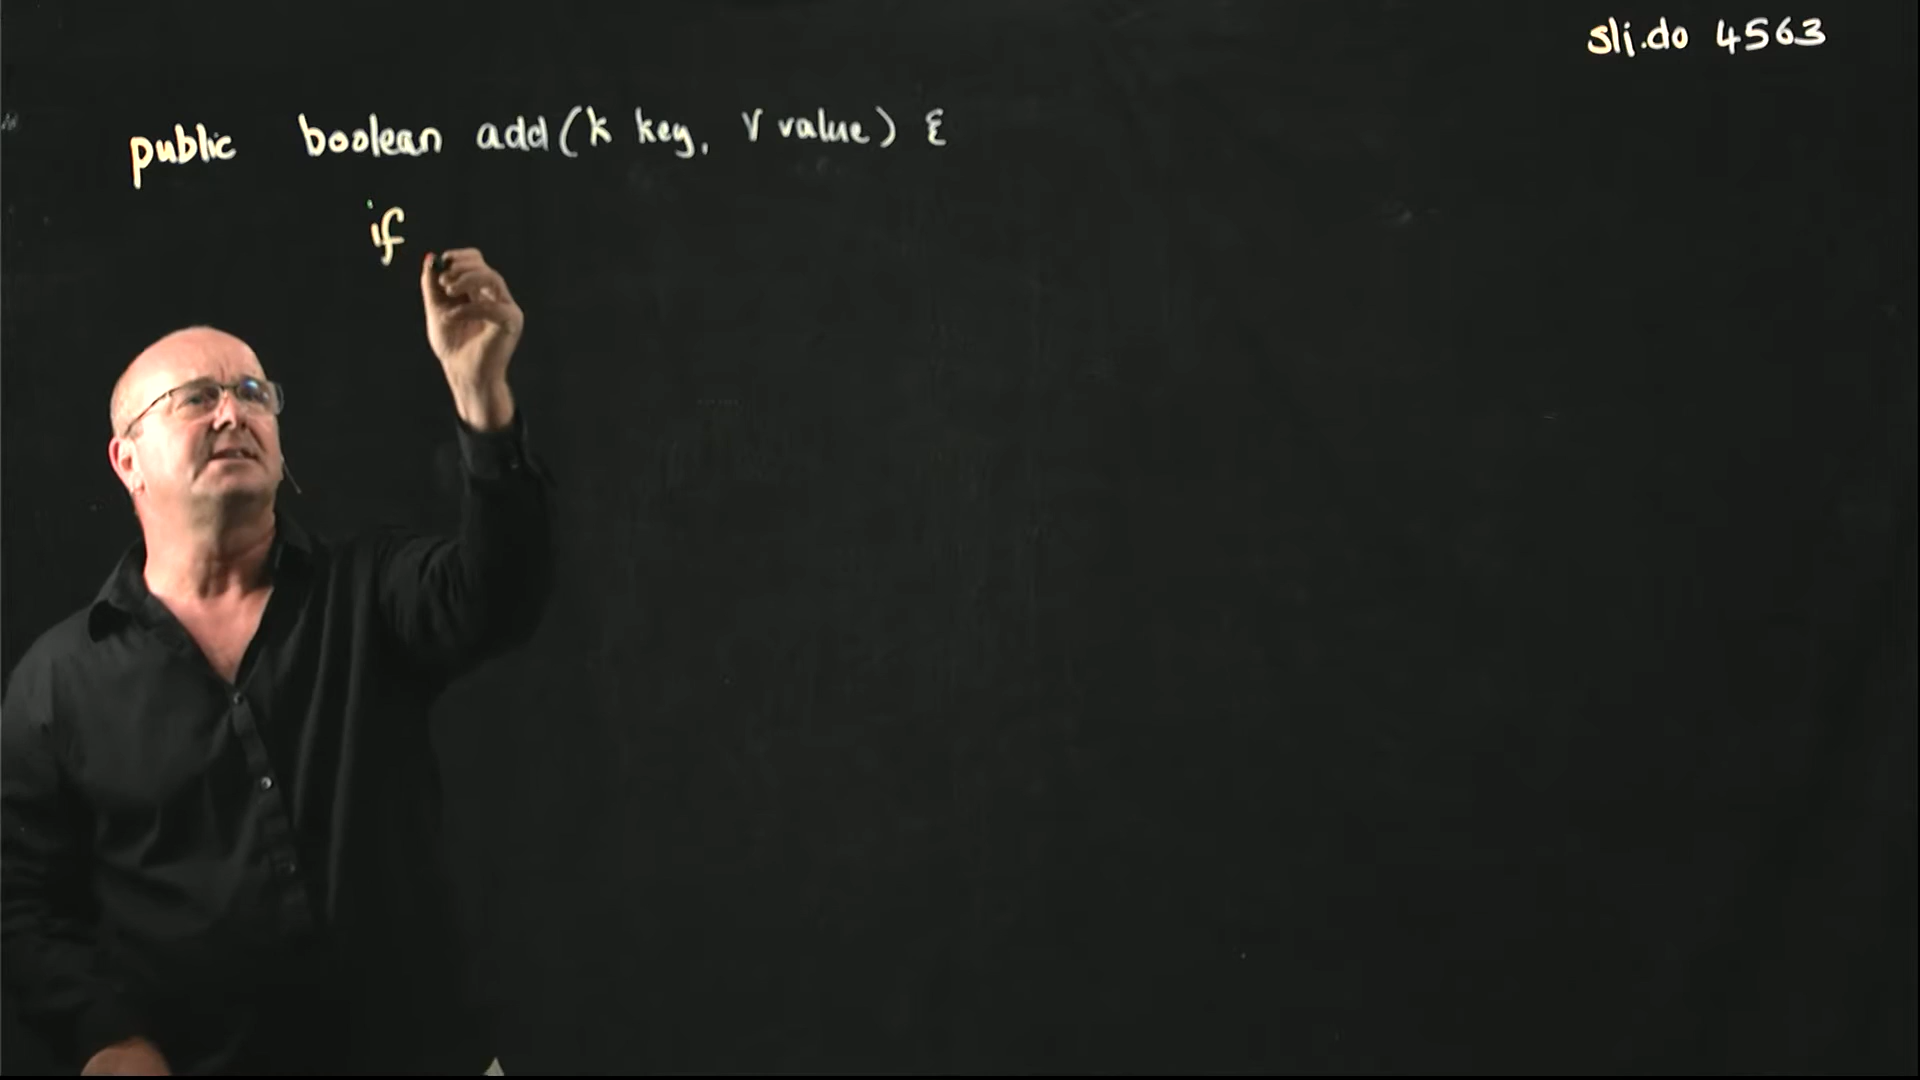 sli.do 4563
public boolean add(k key, V value) {
if